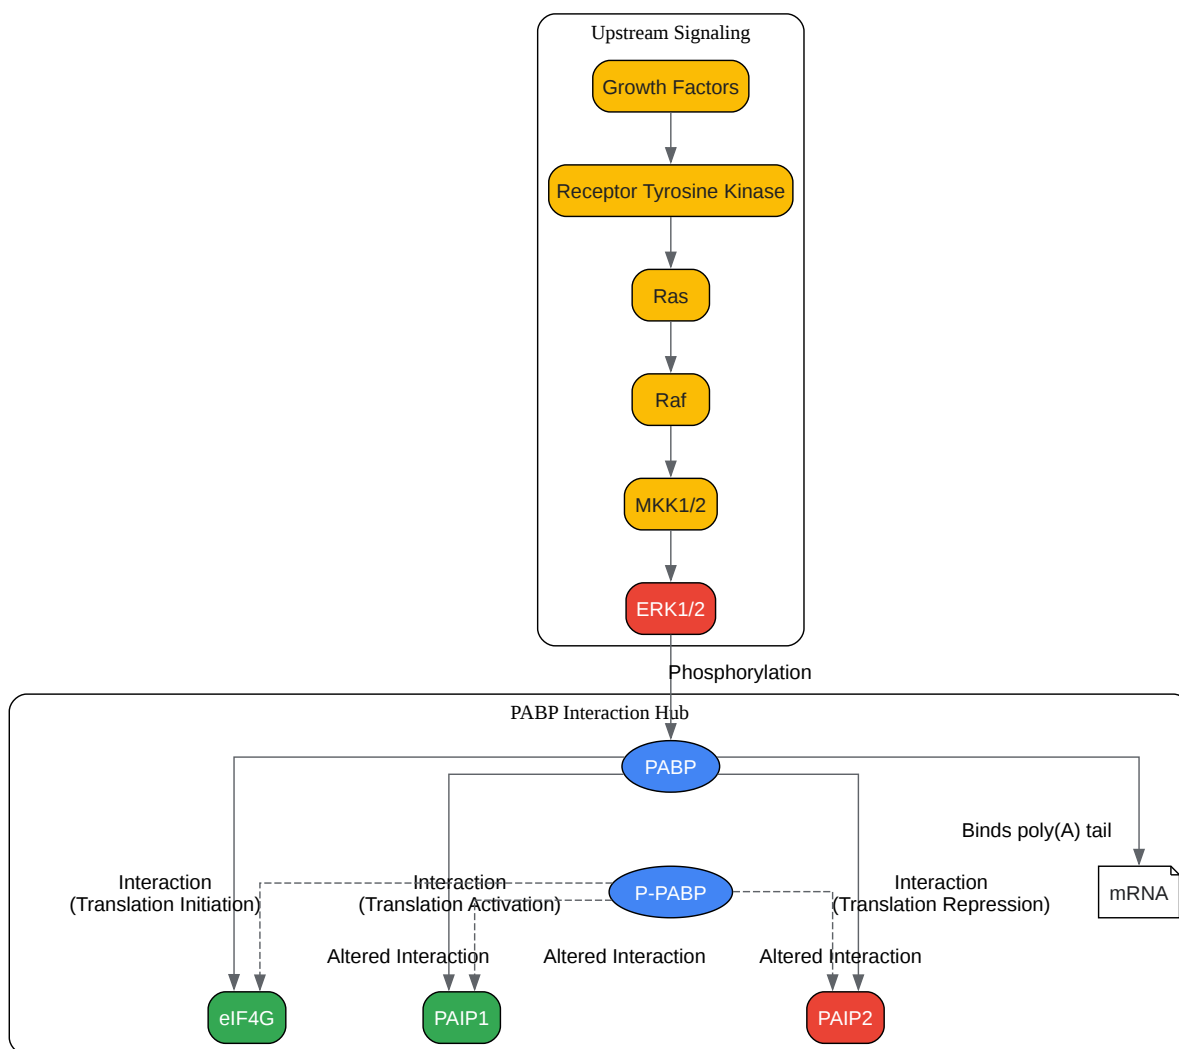 Upstream Signaling
Growth Factors
Receptor Tyrosine Kinase
Ras
Raf
MKK1/2
ERK1/2
Phosphorylation
PABP Interaction Hub
PABP
Binds poly(A) tail
Interaction
(Translation Initiation)
Interaction
(Translation Activation)
P-PABP
Interaction
(Translation Repression)
mRNA
Altered Interaction
Altered Interaction
Altered Interaction
eIF4G
PAIP1
PAIP2